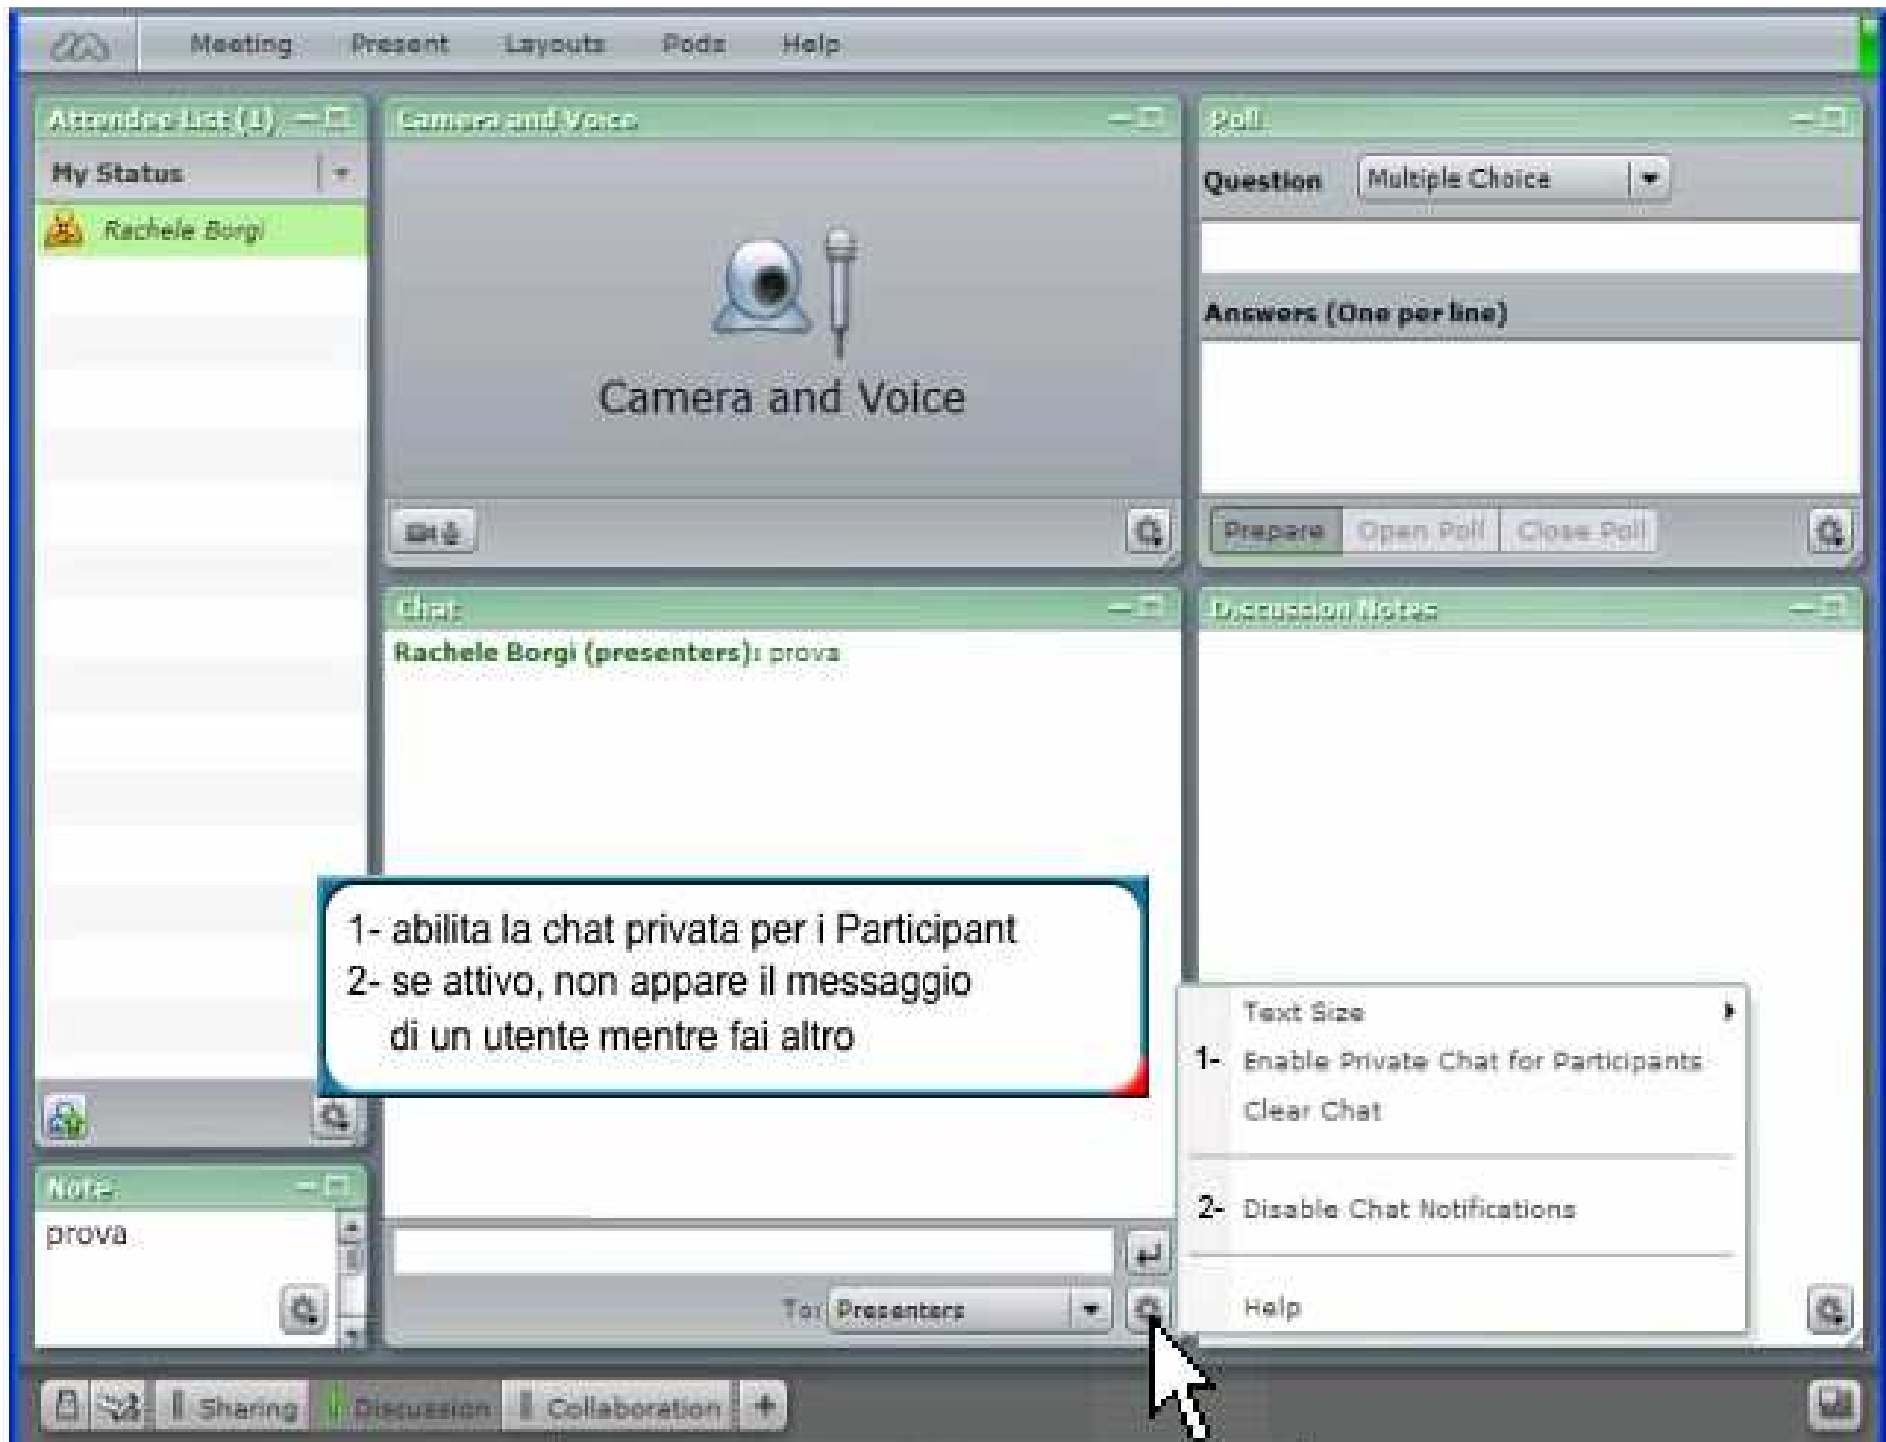 Meeting Present Layouts Pods Help
Attendee List (1)
My Status
Rachele Borgi
Camera and Voice
Camera and Voice
Poll
Question Multiple Choice
Answers (One per line)
Prepare Open Poll Close Poll
Chat
Rachele Borgi (presenters): prova
Discussion Notes
1- abilita la chat privata per i Participant
2- se attivo, non appare il messaggio
di un utente mentre fai altro
Text Size
1- Enable Private Chat for Participants
Clear Chat
2- Disable Chat Notifications
Help
Note
prova
To: Presenters
Sharing Discussion Collaboration +